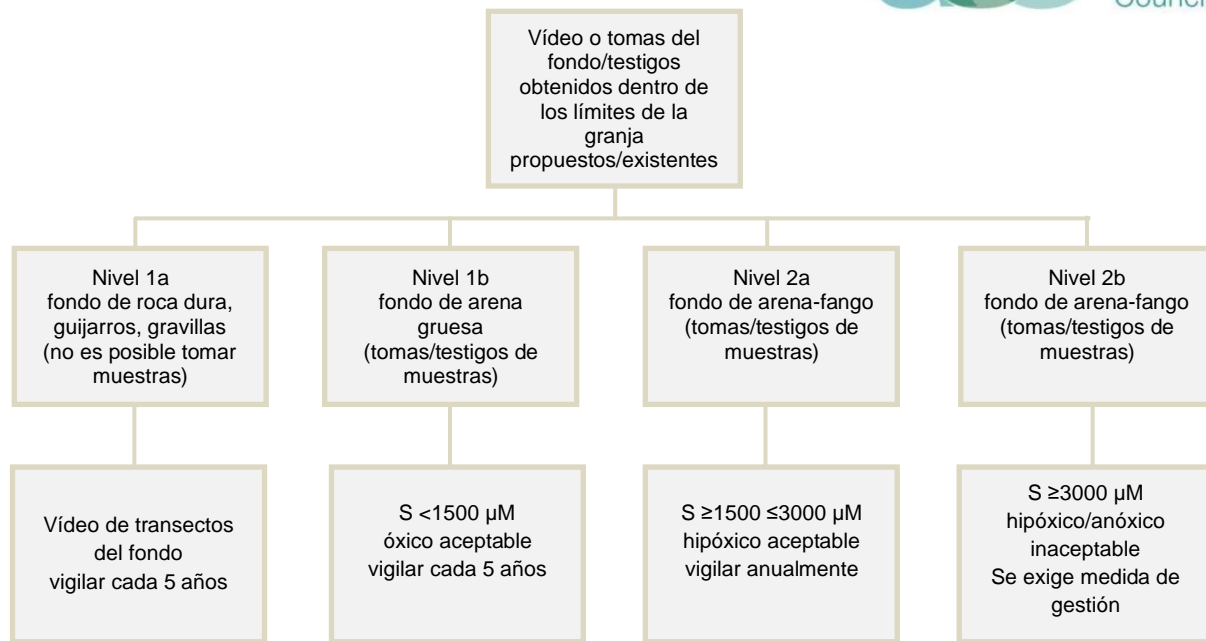 Council
Vídeo o tomas del
fondo/testigos
obtenidos dentro de
los límites de la
granja
propuestos/existentes
Nivel 1a
fondo de roca dura,
guijarros, gravillas
(no es posible tomar
muestras)
Nivel 1b
fondo de arena
gruesa
(tomas/testigos de
muestras)
Nivel 2a
fondo de arena-fango
(tomas/testigos de
muestras)
Nivel 2b
fondo de arena-fango
(tomas/testigos de
muestras)
Vídeo de transectos
del fondo
vigilar cada 5 años
S <1500 µM
óxico aceptable
vigilar cada 5 años
S ≥1500 ≤3000 µM
hipóxico aceptable
vigilar anualmente
S ≥3000 µM
hipóxico/anóxico
inaceptable
Se exige medida de
gestión